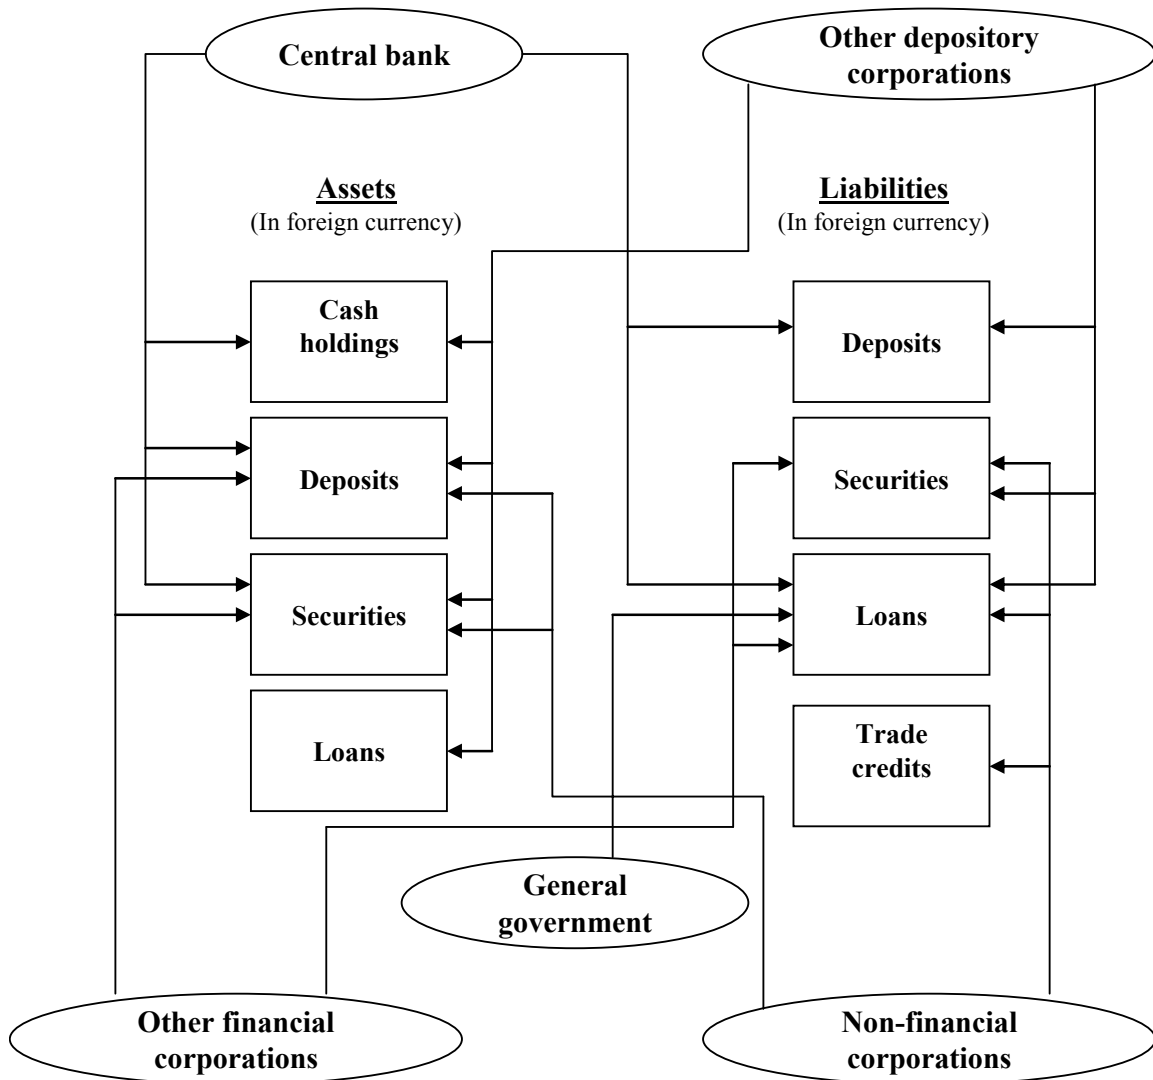 Central bank
Other depository
corporations
Assets
(In foreign currency)
Liabilities
(In foreign currency)
Cash
holdings
Deposits
Deposits
Securities
Securities
Loans
Loans
Trade
credits
General
government
Other financial
corporations
Non-financial
corporations